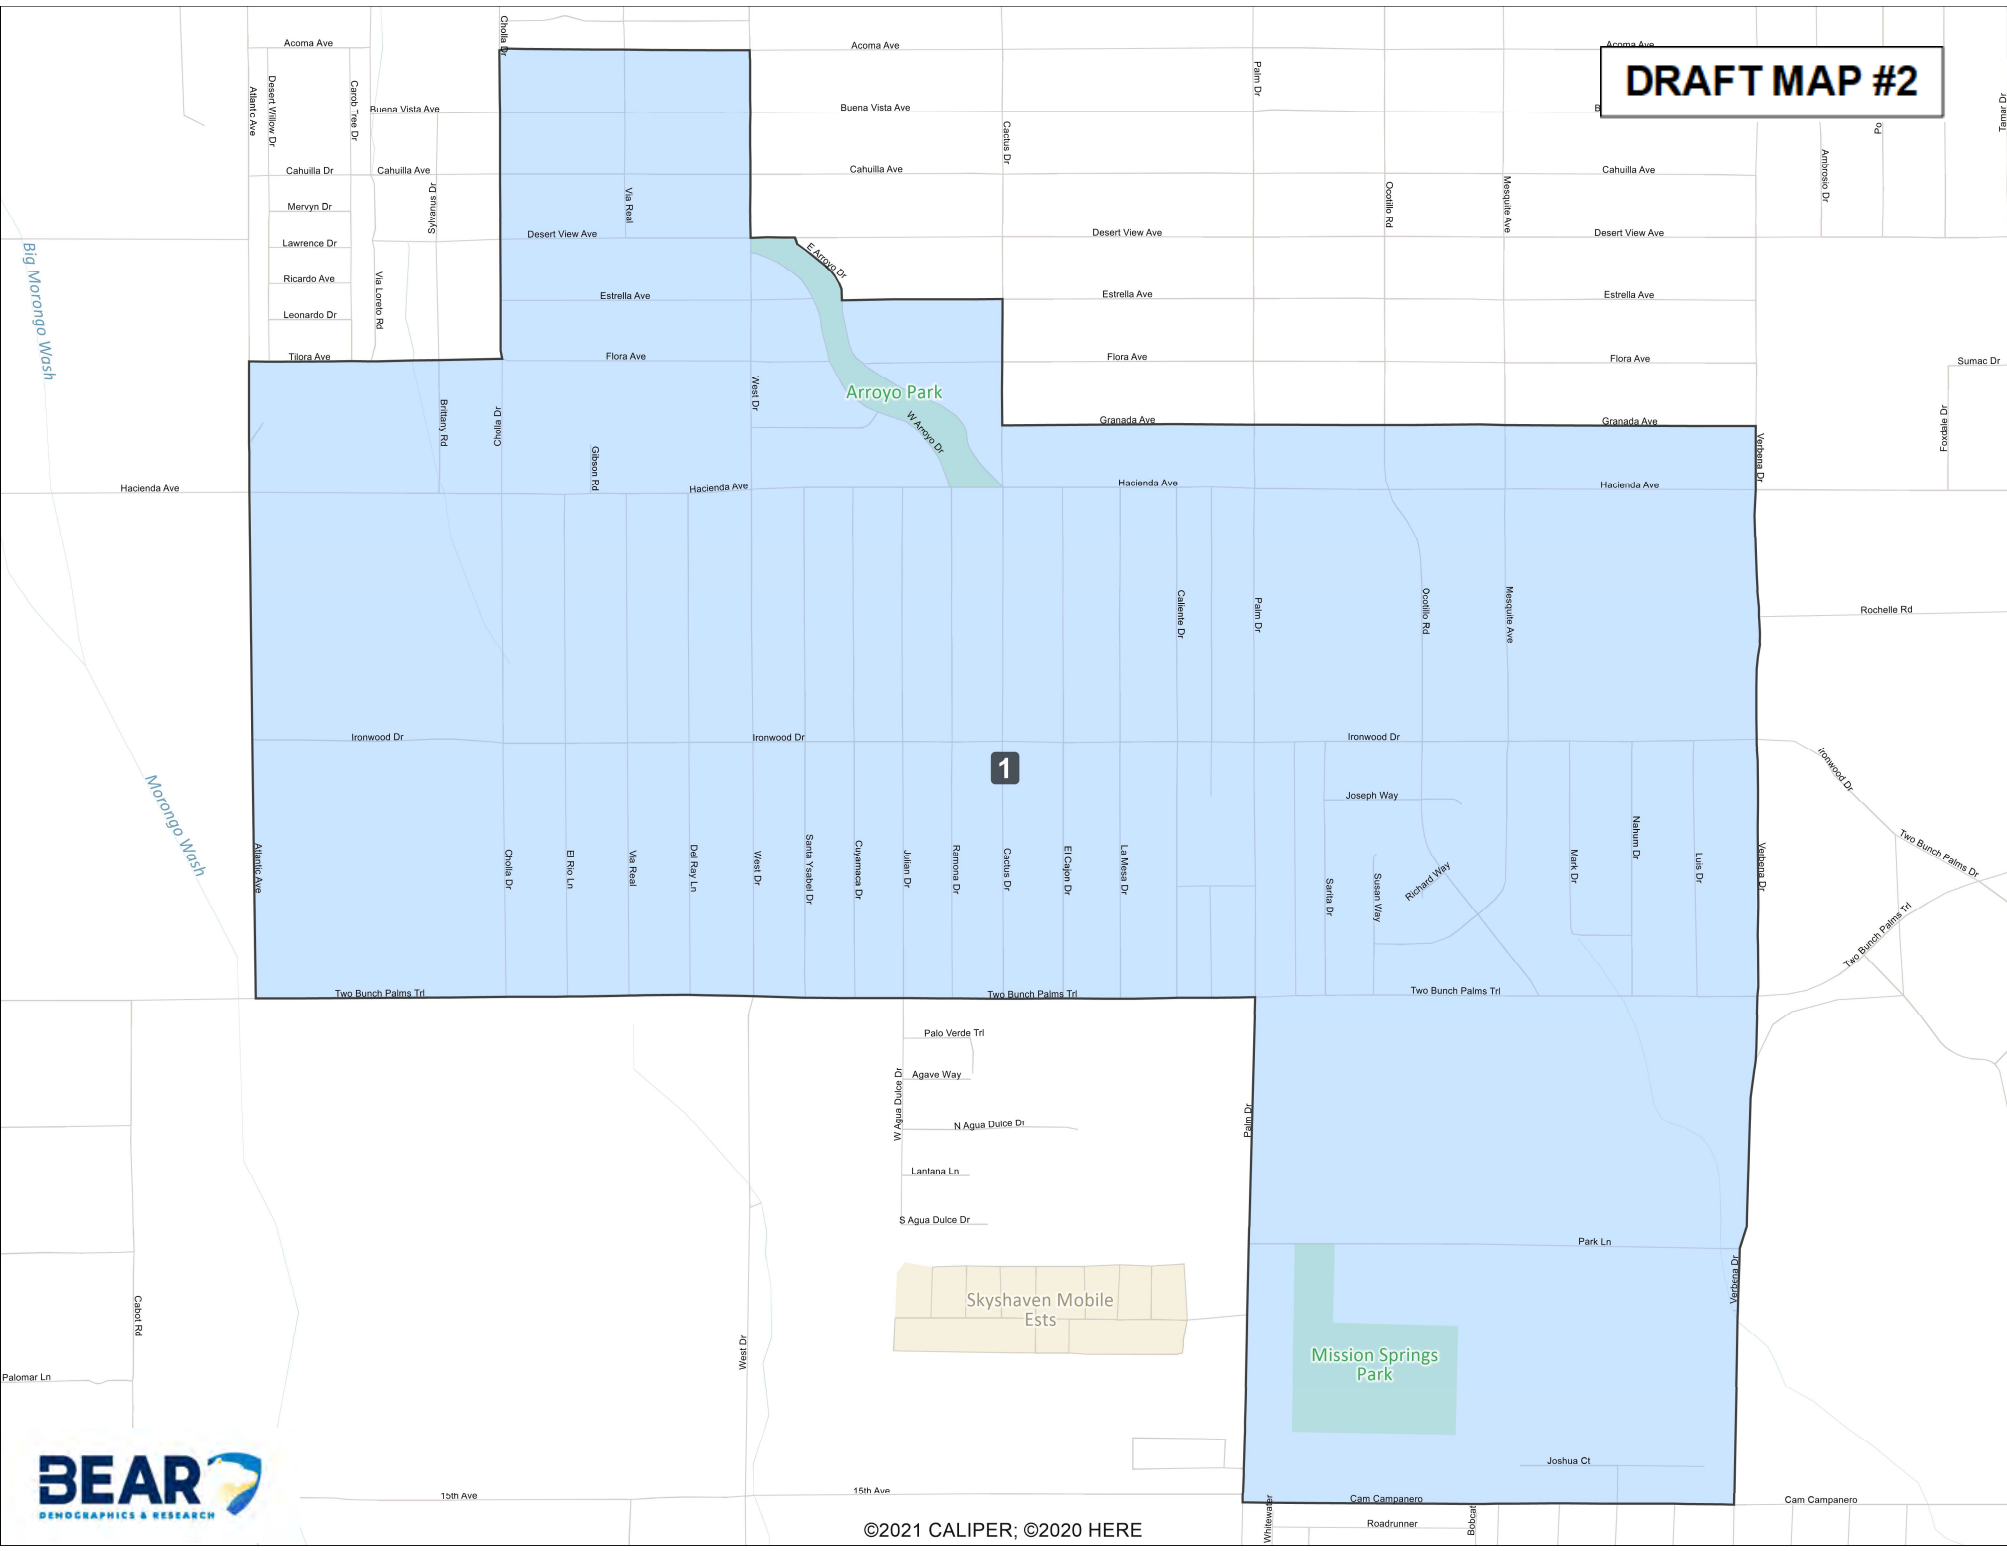 Cholla Dr
Acoma Ave
Acoma Ave
Acoma Ave
DRAFT MAP #2
Atlantic Ave
Desert Willow Dr
Carob Tree Dr
Buena Vista Ave
Buena Vista Ave
Palm Dr
Cactus Dr
Tamar Dr
Ambrosio Dr
Cahuilla Dr
Cahuilla Ave
Cahuilla Ave
Cahuilla Ave
Sylvanus Dr
Via Real
Ocotillo Rd
Mesquite Ave
Mervyn Dr
Lawrence Dr
Desert View Ave
Desert View Ave
Desert View Ave
E Arroyo Dr
Big Morongo Wash
Ricardo Ave
Via Loreto Rd
Estrella Ave
Estrella Ave
Estrella Ave
Leonardo Dr
Tilora Ave
Flora Ave
Flora Ave
Flora Ave
Sumac Dr
Arroyo Park
West Dr
W Arroyo Dr
Brittany Rd
Cholla Dr
Gibson Rd
Granada Ave
Granada Ave
Verbena Dr
Foxdale Dr
Hacienda Ave
Hacienda Ave
Hacienda Ave
Hacienda Ave
Caliente Dr
Palm Dr
Ocotillo Rd
Mesquite Ave
Rochelle Rd
Ironwood Dr
Ironwood Dr
Ironwood Dr
Ironwood Dr
1
Morongo Wash
Joseph Way
Atlantic Ave
Cholla Dr
El Rio Ln
Via Real
Del Ray Ln
West Dr
Santa Ysabel Dr
Cuyamaca Dr
Julian Dr
Ramona Dr
Cactus Dr
El Cajon Dr
La Mesa Dr
Sarita Dr
Susan Way
Richard Way
Mark Dr
Nahum Dr
Luis Dr
Verbena Dr
Two Bunch Palms Dr
Two Bunch Palms Trl
Two Bunch Palms Trl
Two Bunch Palms Trl
Two Bunch Palms Trl
Palo Verde Trl
Agave Way
W Agua Dulce Dr
N Agua Dulce Dr
Palm Dr
Lantana Ln
S Agua Dulce Dr
Park Ln
Verbena Dr
Skyshaven Mobile
Ests
Cabot Rd
West Dr
Mission Springs
Park
Palomar Ln
Joshua Ct
BEAR
DEMOGRAPHICS & RESEARCH
15th Ave
15th Ave
Cam Campanero
Cam Campanero
Whitewater
Roadrunner
Bobcat
©2021 CALIPER; ©2020 HERE